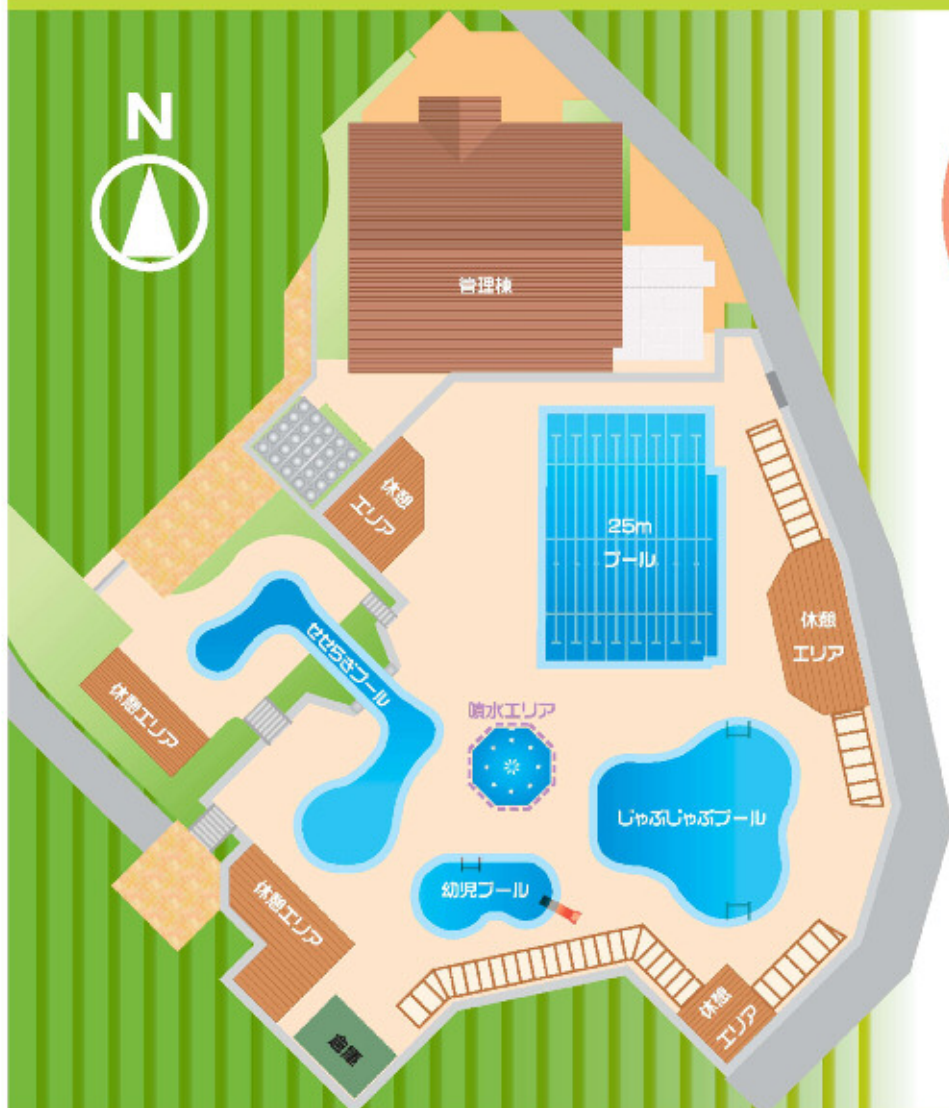 N
管理棟
休憩
エリア
25m
プール
休憩
エリア
せせらぎプール
休憩エリア
噴水エリア
じゃぶじゃぶプール
幼児プール
休憩エリア
休憩
エリア
倉庫